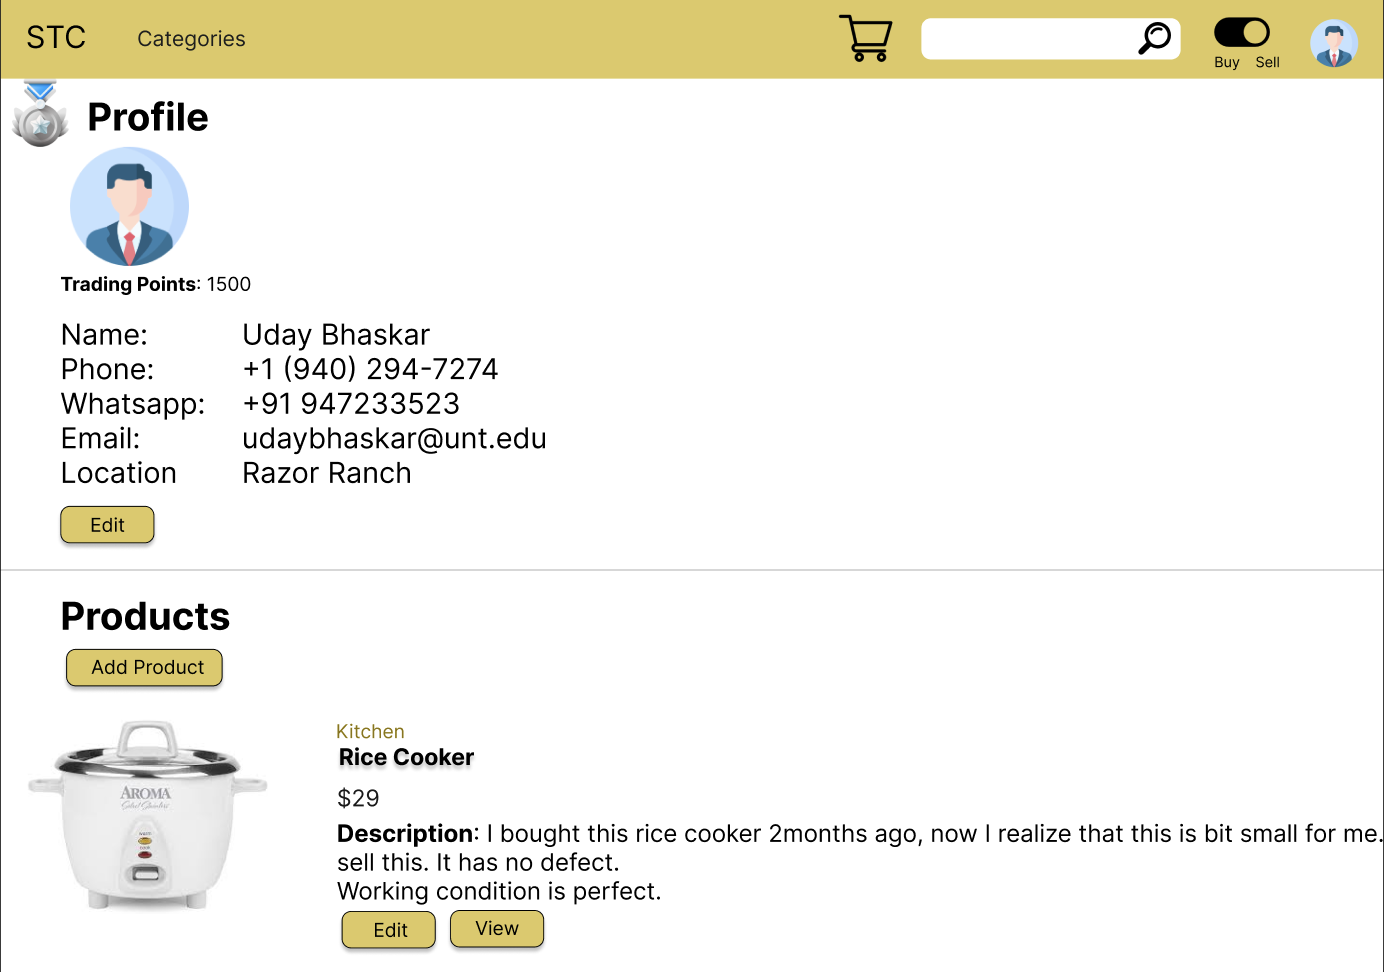 STC
Categories
Buy
Sell
Profile
Trading Points: 1500
Name: Uday Bhaskar
Phone: +1 (940) 294-7274
Whatsapp: +91 947233523
Email: udaybhaskar@unt.edu
Location Razor Ranch
Edit
Products
Add Product
AROMA
Kitchen
Rice Cooker
$29
Description: I bought this rice cooker 2months ago, now I realize that this is bit small for me.
sell this. It has no defect.
Working condition is perfect.
Edit
View